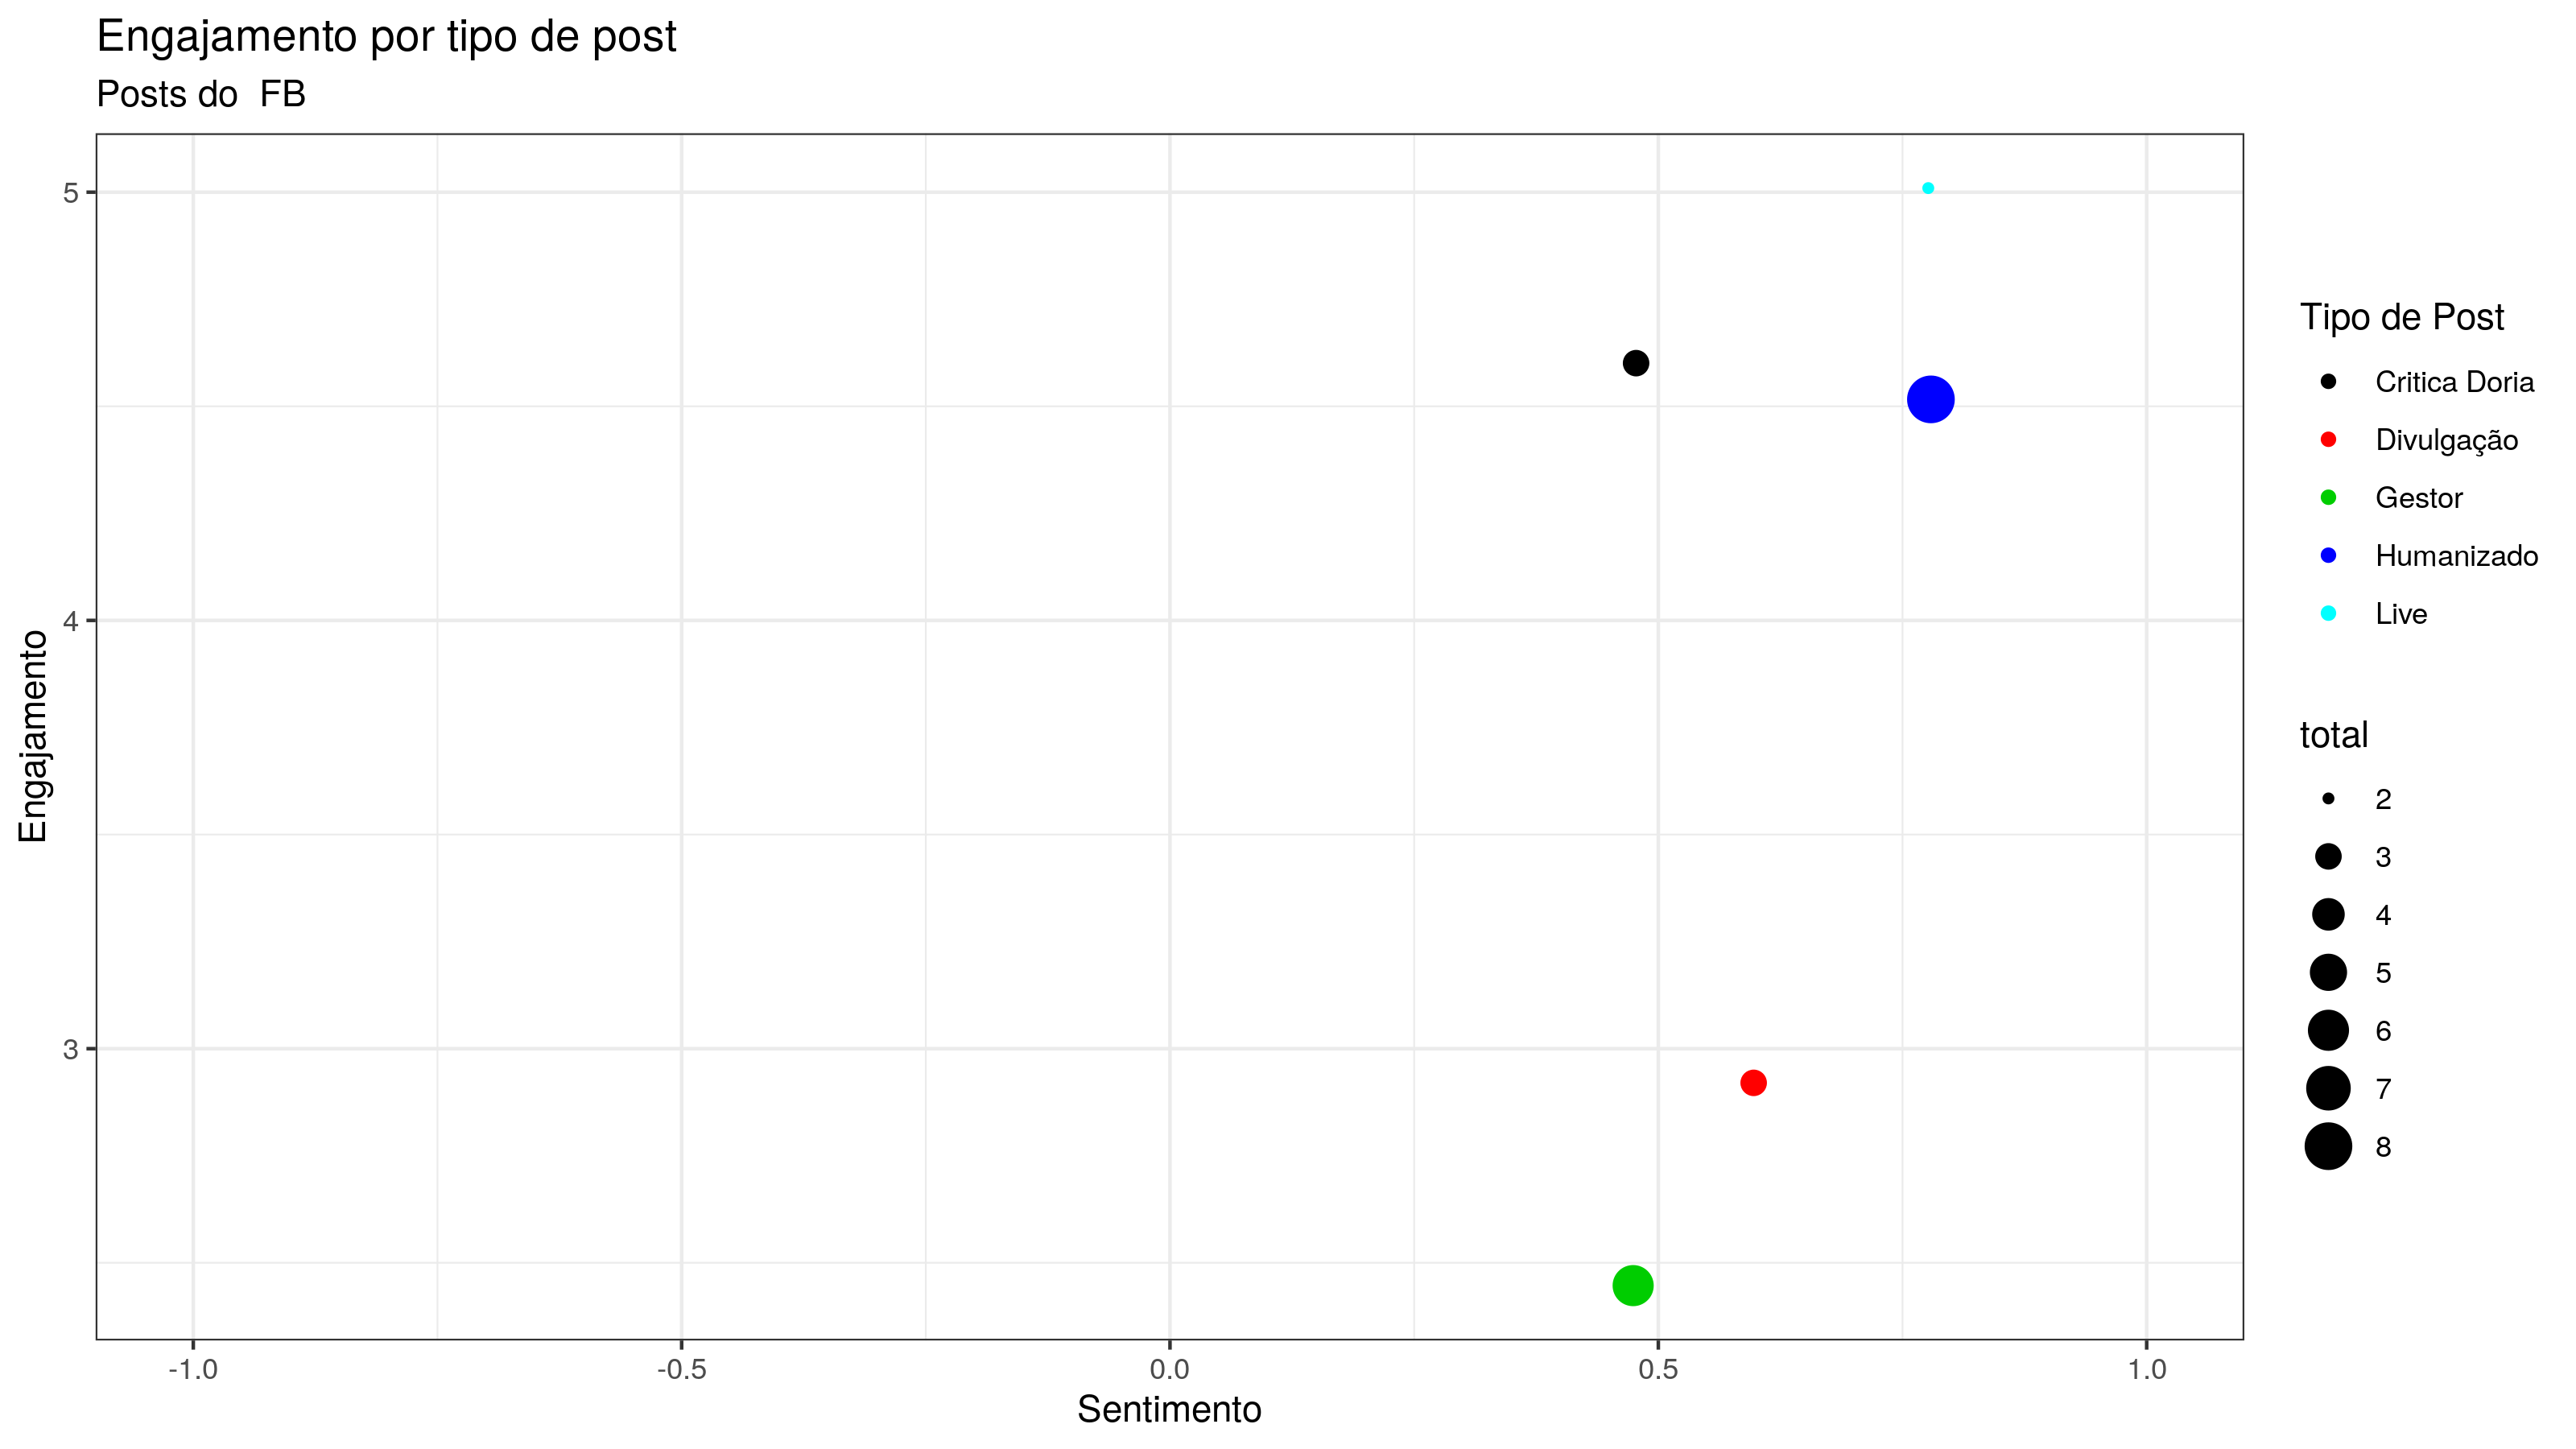 Engajamento por tipo de post
Posts do  FB
5
4
3
Engajamento
-1.0
-0.5
0.0
0.5
1.0
Sentimento
Tipo de Post
Critica Doria
Divulgação
Gestor
Humanizado
Live
total
2
3
4
5
6
7
8